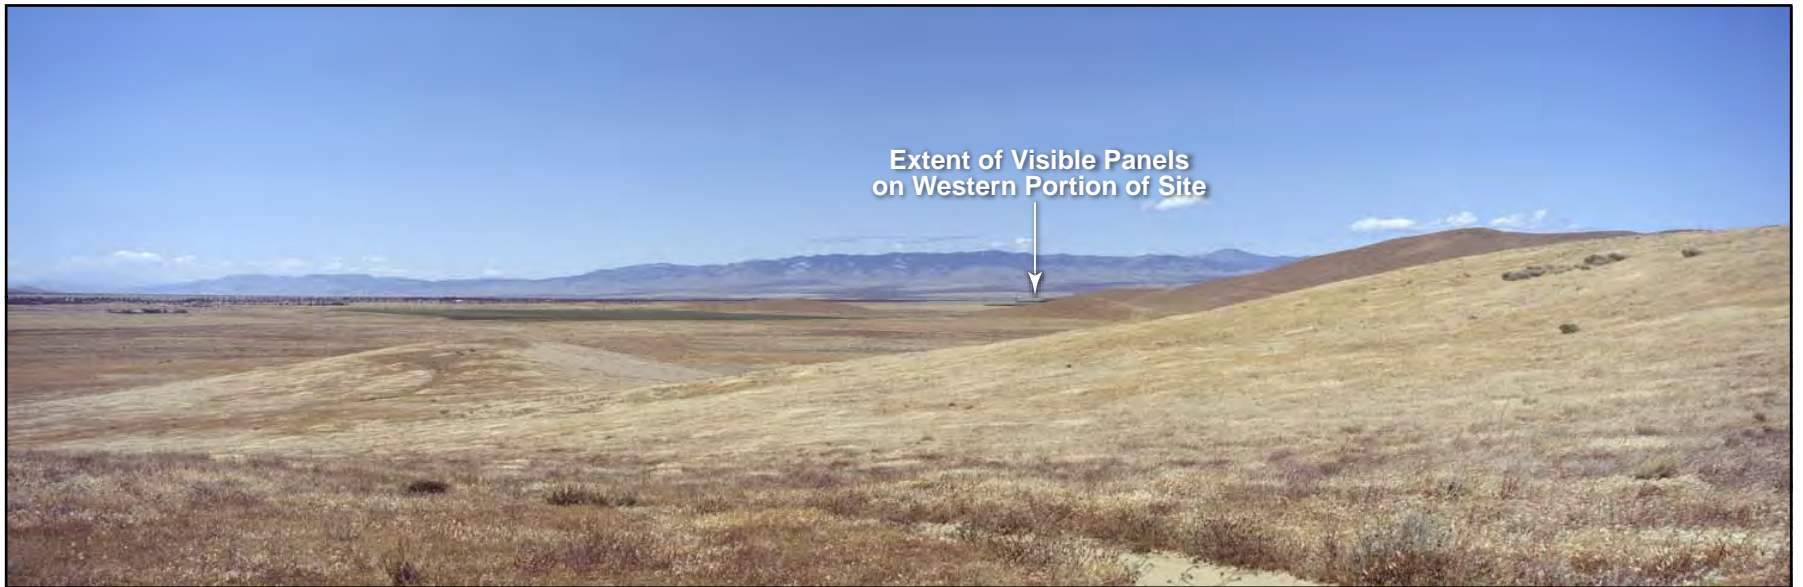 Extent of Visible Panels
on Western Portion of Site